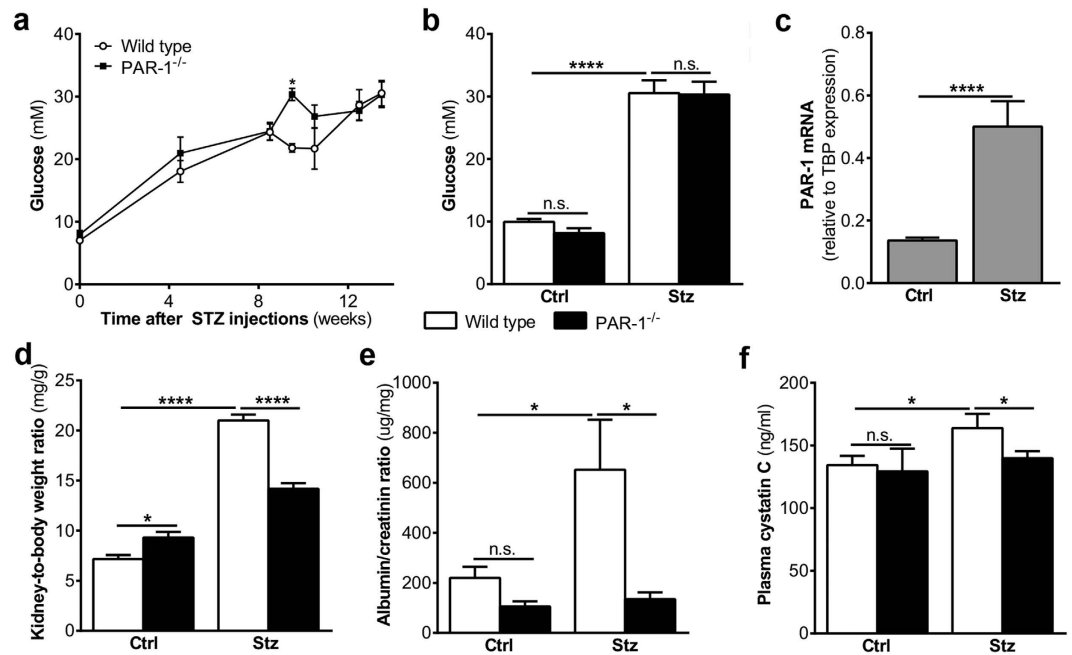 a
40
30
20
10
0
Glucose (mM)
Wild type
PAR-1-/-
*
0 4 8 12
Time after STZ injections (weeks)
b
40
30
20
10
0
Glucose (mM)
n.s.
****
n.s.
Ctrl Stz
c
0.8
0.6
0.4
0.2
0.0
PAR-1 mRNA
(relative to TBP expression)
****
Ctrl Stz
Wild type PAR-1-/-
d
25
20
15
10
5
0
Kidney-to-body weight ratio (mg/g)
*
****
****
Ctrl Stz
e
1000
800
600
400
200
0
Albumin/creatinin ratio (ug/mg)
n.s.
*
*
Ctrl Stz
f
200
150
100
50
0
Plasma cystatin C (ng/ml)
n.s.
*
*
Ctrl Stz